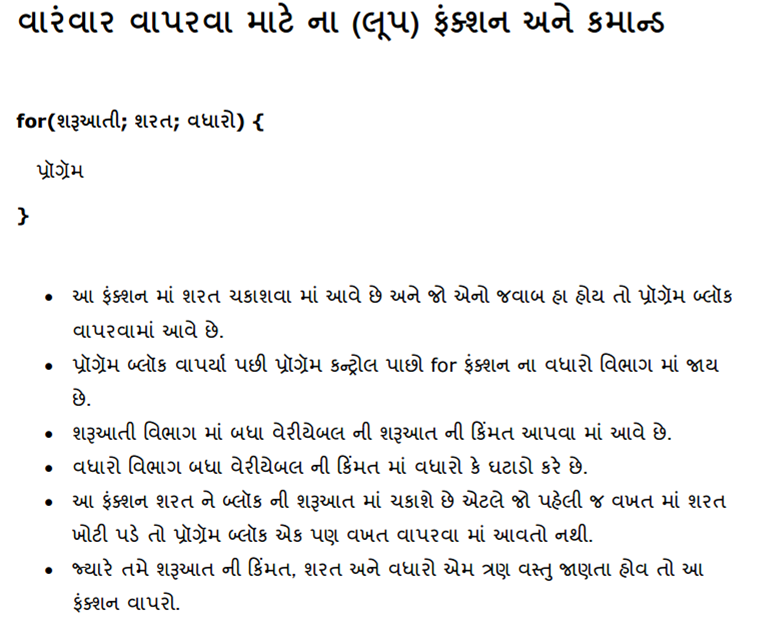 વારંવાર વાપરવા માટે ના (લૂપ) ફંક્શન અને કમાન્ડ
for(શરૂઆતી; શરત; વધારો) {
પ્રૉગ્રૅમ
}
• આ ફંક્શન માં શરત ચકાશવા માં આવે છે અને જો એનો જવાબ હા હોય તો પ્રૉગ્રૅમ બ્લૉક
વાપરવામાં આવે છે.
• પ્રૉગ્રૅમ બ્લૉક વાપર્યા પછી પ્રૉગ્રૅમ કન્ટ્રોલ પાછો for ફંક્શન ના વધારો વિભાગ માં જાય
છે.
• શરૂઆતી વિભાગ માં બધા વેરીયેબલ ની શરૂઆત ની કિંમત આપવા માં આવે છે.
• વધારો વિભાગ બધા વેરીયેબલ ની કિંમત માં વધારો કે ઘટાડો કરે છે.
• આ ફંક્શન શરત ને બ્લૉક ની શરૂઆત માં ચકાશે છે એટલે જો પહેલી જ વખત માં શરત
ખોટી પડે તો પ્રૉગ્રૅમ બ્લૉક એક પણ વખત વાપરવા માં આવતો નથી.
• જ્યારે તમે શરૂઆત ની કિંમત, શરત અને વધારો એમ ત્રણ વસ્તુ જાણતા હોવ તો આ
ફંક્શન વાપરો.